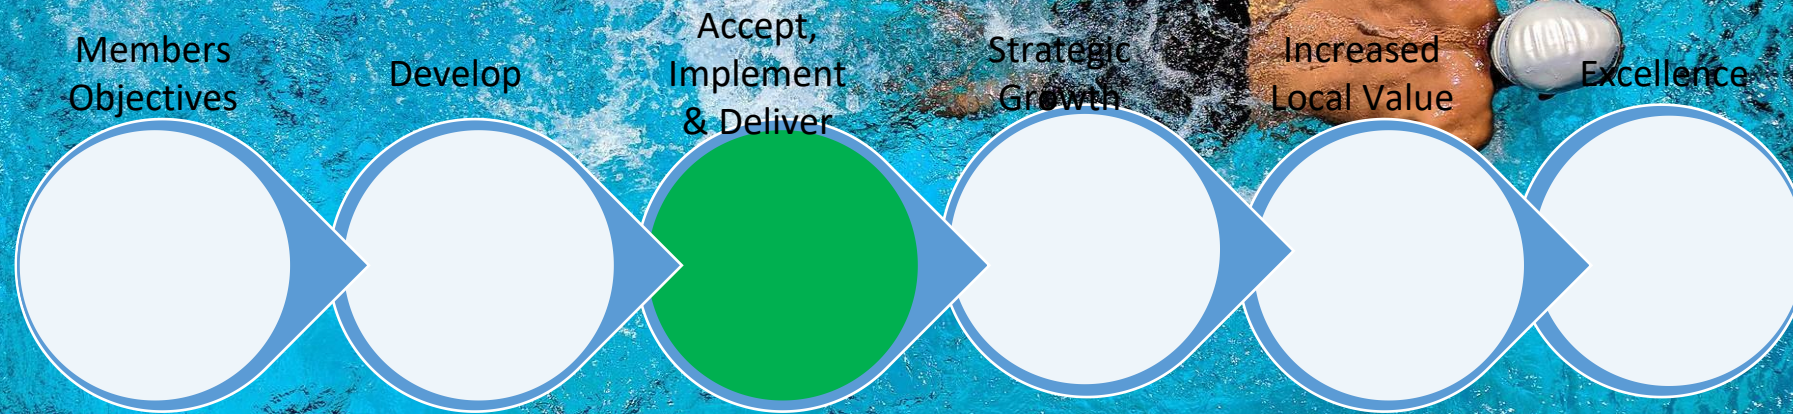 Members
Objectives
Develop
Accept,
Implement
& Deliver
Strategic
Growth
Increased
Local Value
Excellence